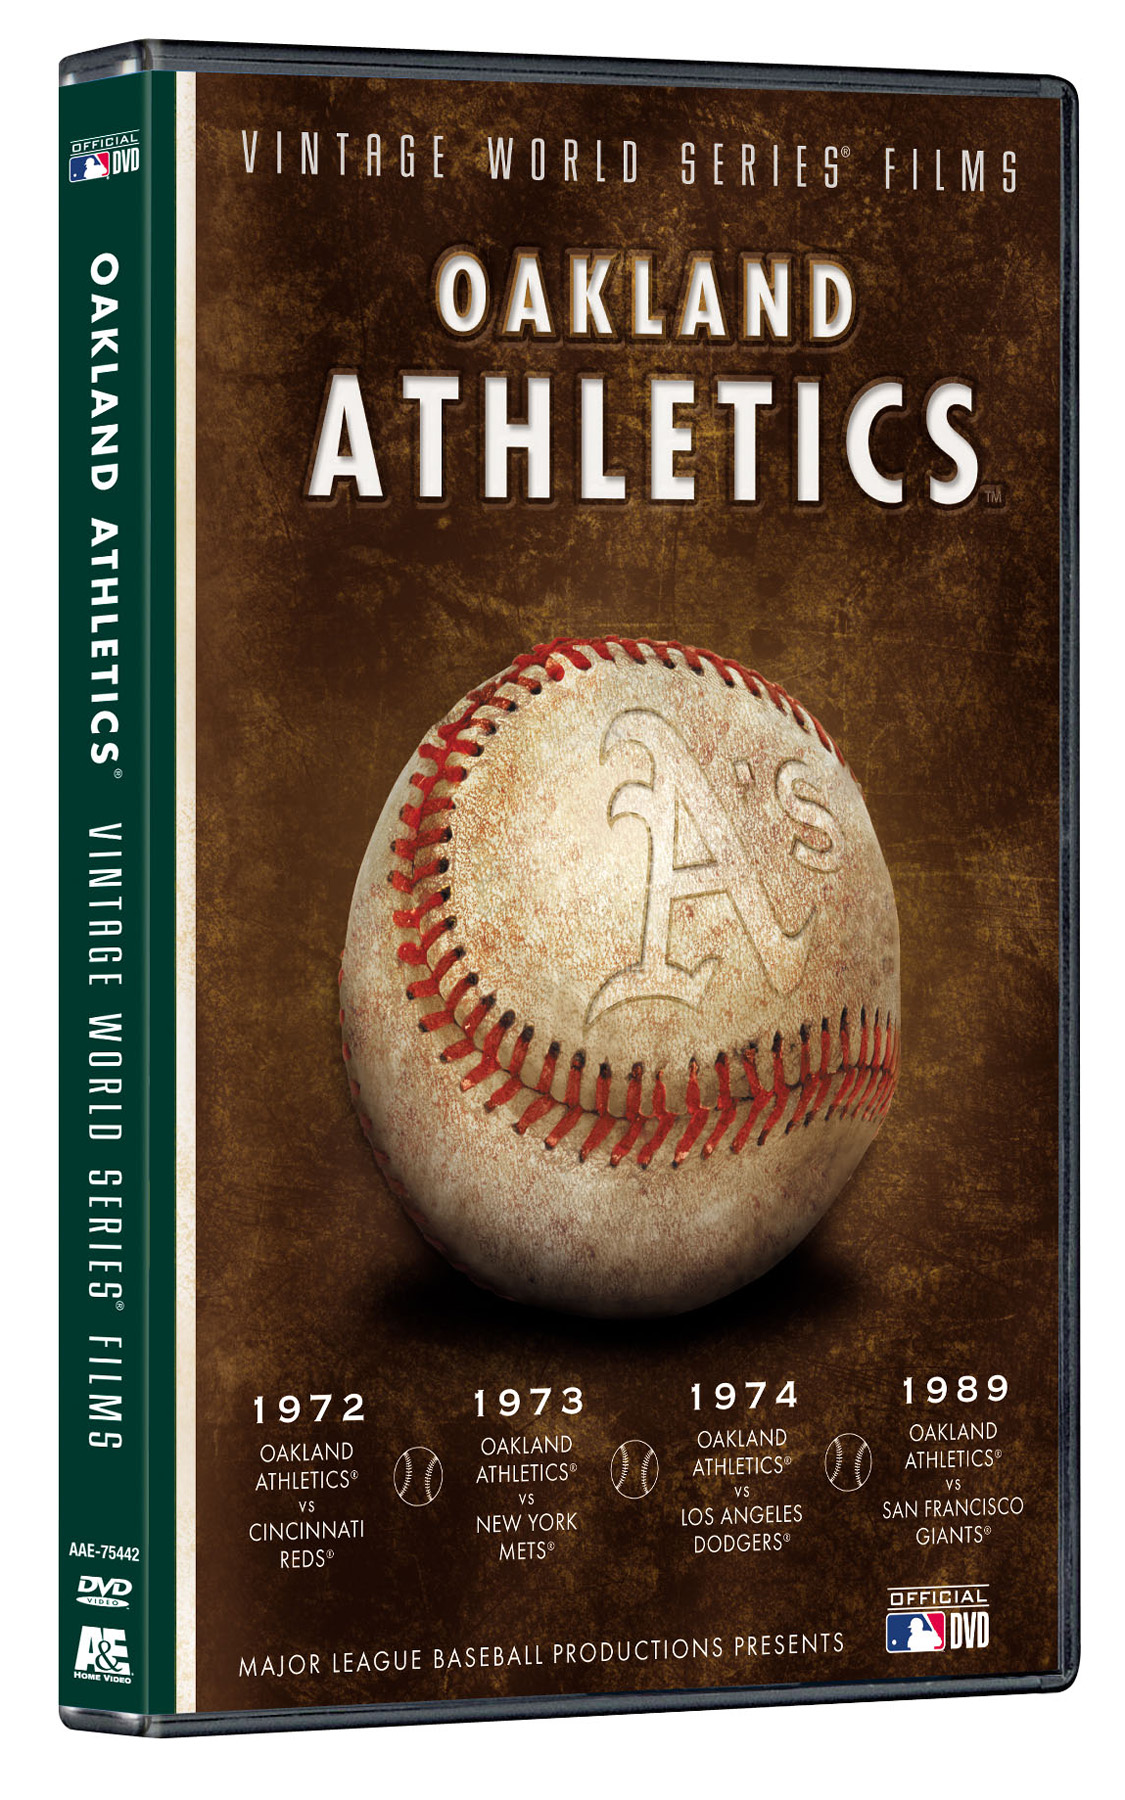 OFFICIAL
DVD
OAKLAND ATHLETICS® VINTAGE WORLD SERIES® FILMS
AAE-75442
DVD
VIDEO
A&E
HOME VIDEO
VINTAGE WORLD SERIES® FILMS
OAKLAND
ATHLETICS™
A's
1972
OAKLAND
ATHLETICS®
VS
CINCINNATI
REDS®
1973
OAKLAND
ATHLETICS®
VS
NEW YORK
METS®
1974
OAKLAND
ATHLETICS®
VS
LOS ANGELES
DODGERS®
1989
OAKLAND
ATHLETICS®
VS
SAN FRANCISCO
GIANTS®
MAJOR LEAGUE BASEBALL PRODUCTIONS PRESENTS
OFFICIAL
DVD